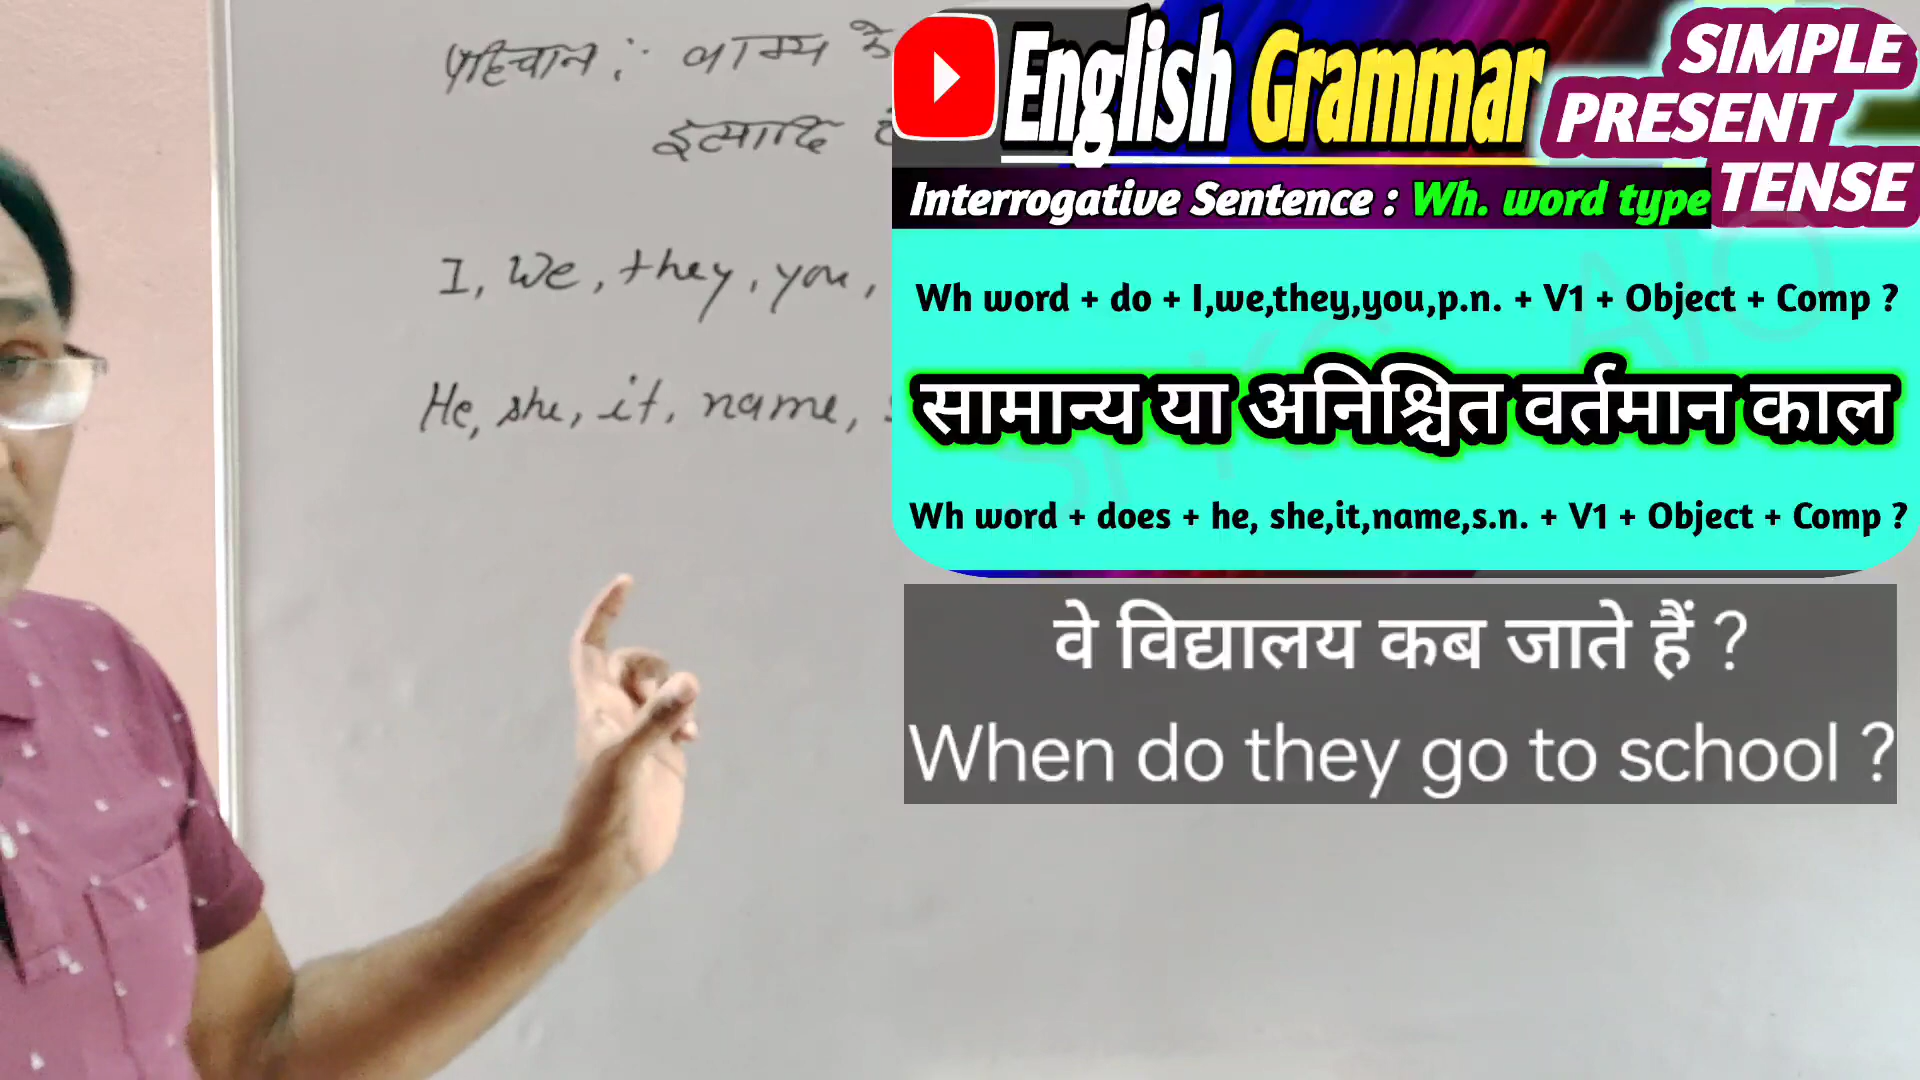 पहिचान : वाक्य के
इत्यादि
I, We, they, you,
He, she, it, name,
English Grammar
SIMPLE
PRESENT
TENSE
Interrogative Sentence : Wh. word type
Wh word + do + I,we,they,you,p.n. + V1 + Object + Comp ?
सामान्य या अनिश्चित वर्तमान काल
Wh word + does + he, she,it,name,s.n. + V1 + Object + Comp ?
वे विद्यालय कब जाते हैं ?
When do they go to school ?